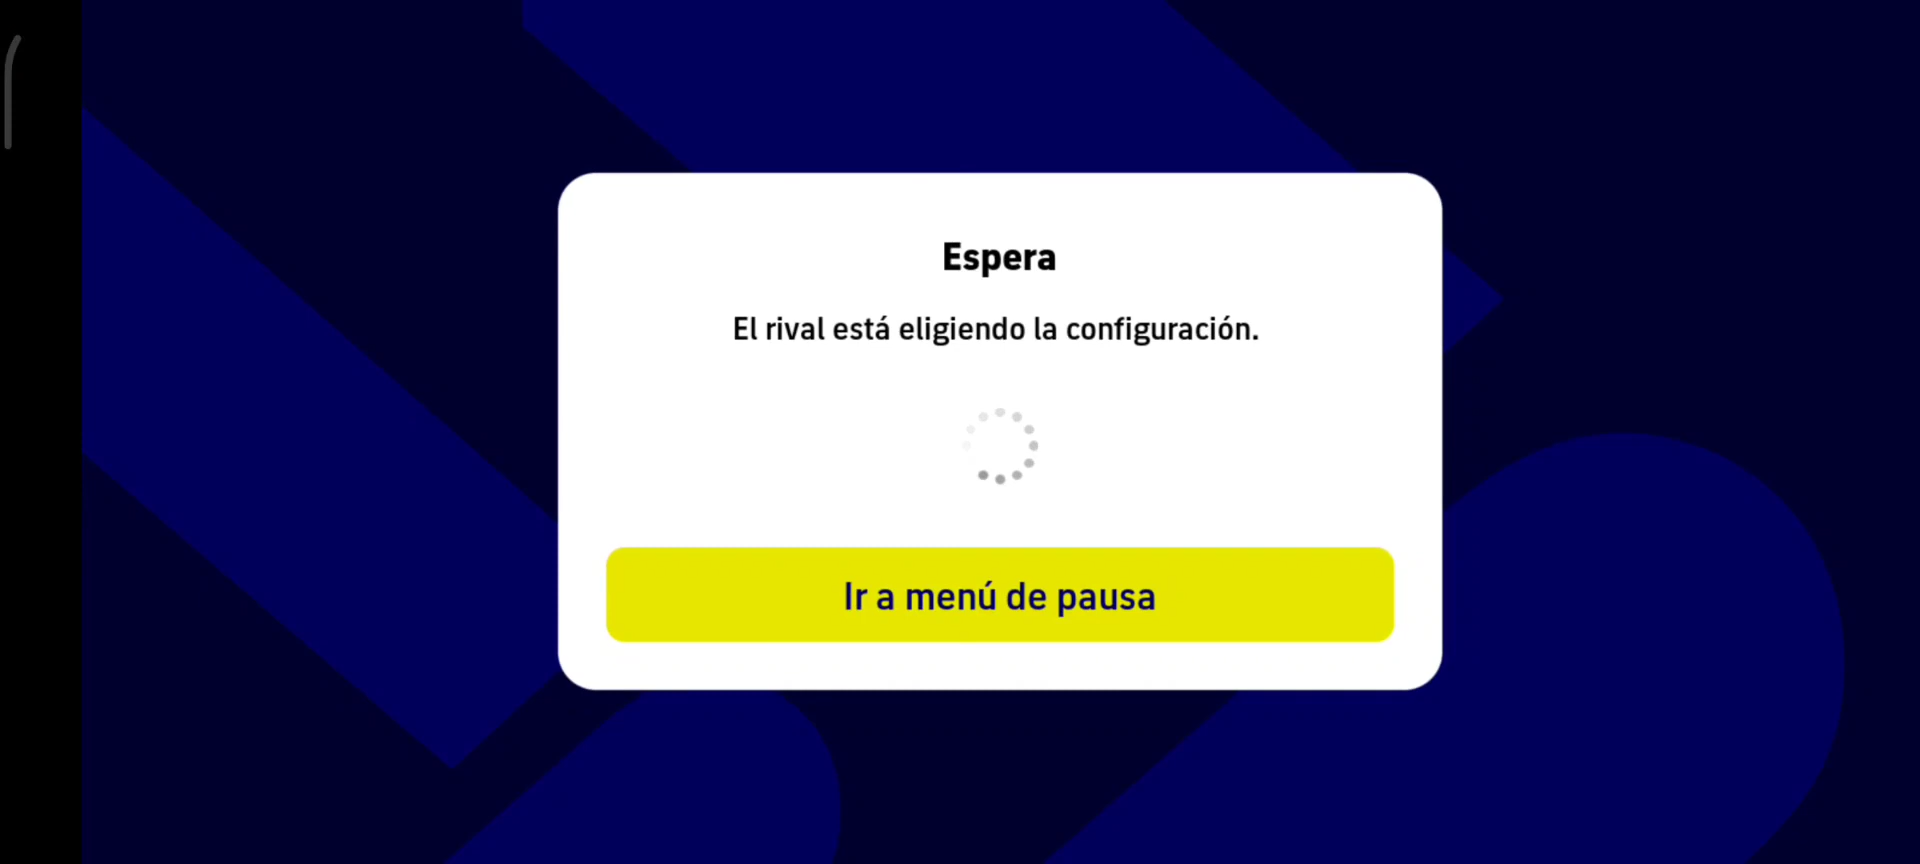 Espera
El rival está eligiendo la configuración.
Ir a menú de pausa